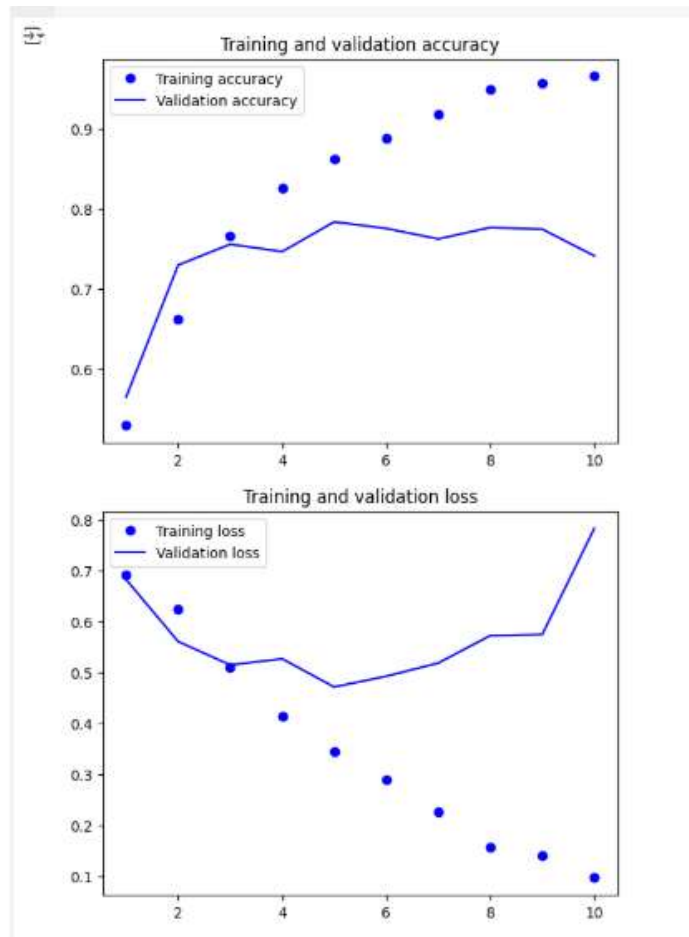 Training and validation accuracy
Training accuracy
Validation accuracy
0.9
0.8
0.7
0.6
2 4 6 8 10
Training and validation loss
Training loss
Validation loss
0.8
0.7
0.6
0.5
0.4
0.3
0.2
0.1
2 4 6 8 10